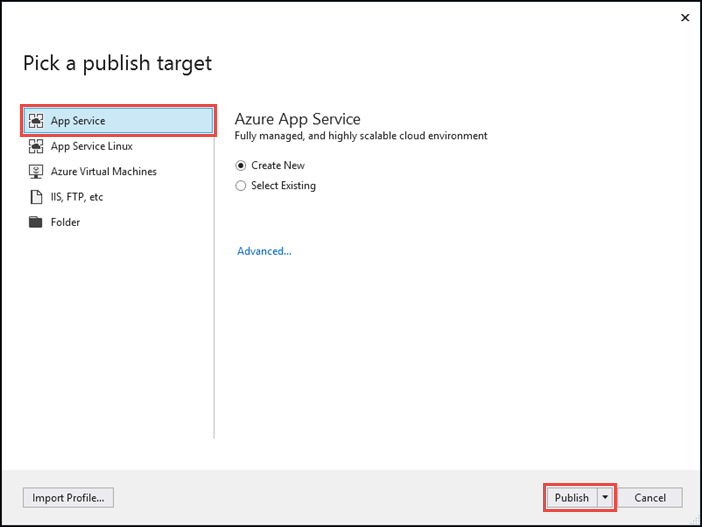 Pick a publish target
App Service
App Service Linux
Azure Virtual Machines
IIS, FTP, etc
Folder
Azure App Service
Fully managed, and highly scalable cloud environment
Create New
Select Existing
Advanced...
Import Profile...
Publish
Cancel